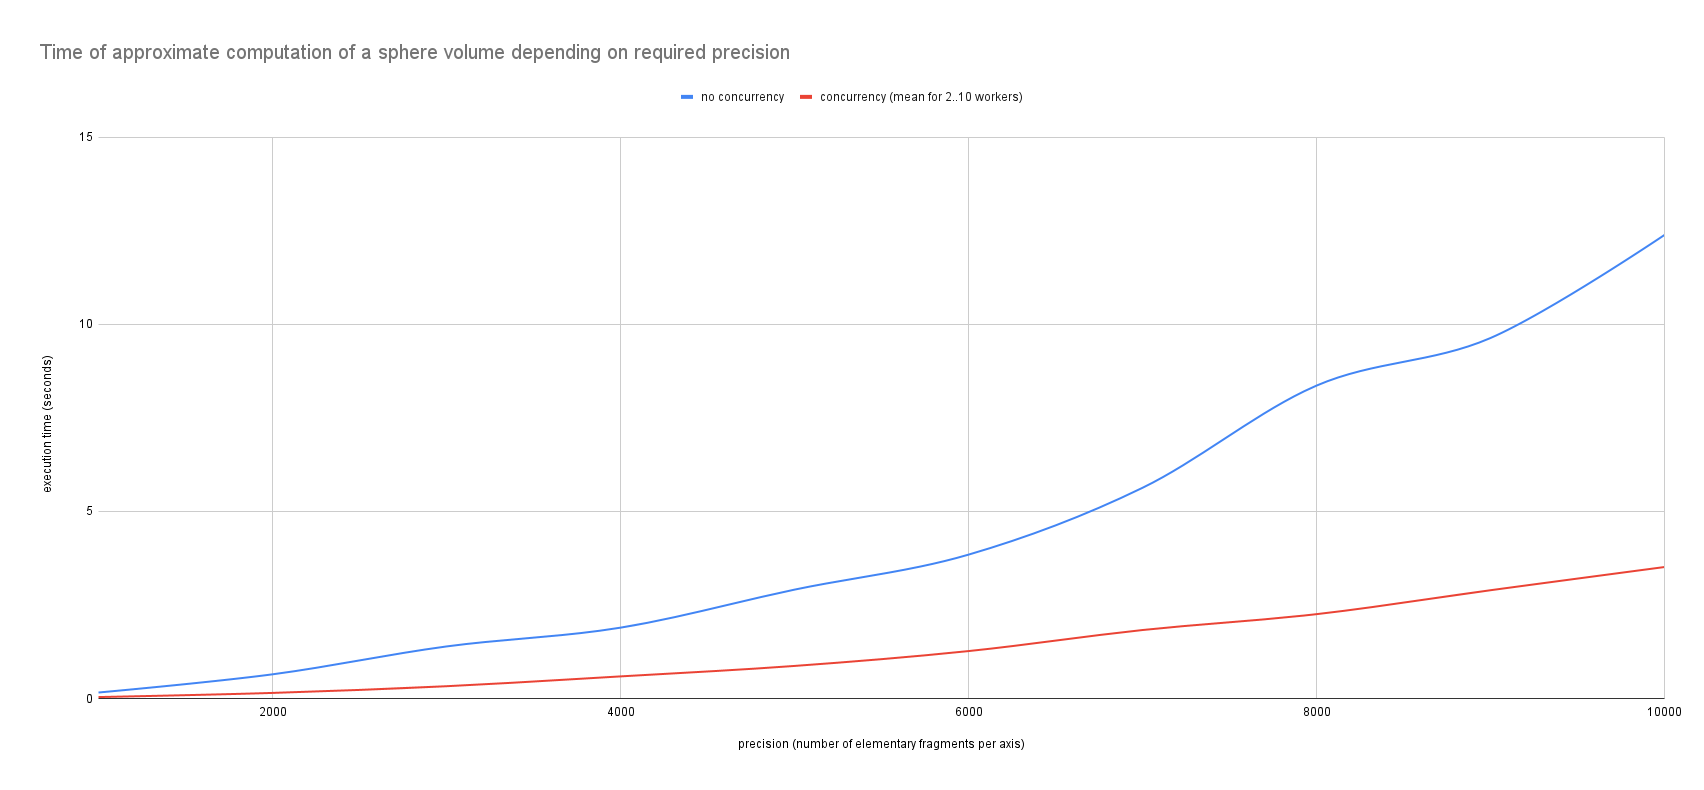 Time of approximate computation of a sphere volume depending on required precision
no concurrency
concurrency (mean for 2..10 workers)
15
10
5
0
execution time (seconds)
2000
4000
6000
8000
10000
precision (number of elementary fragments per axis)